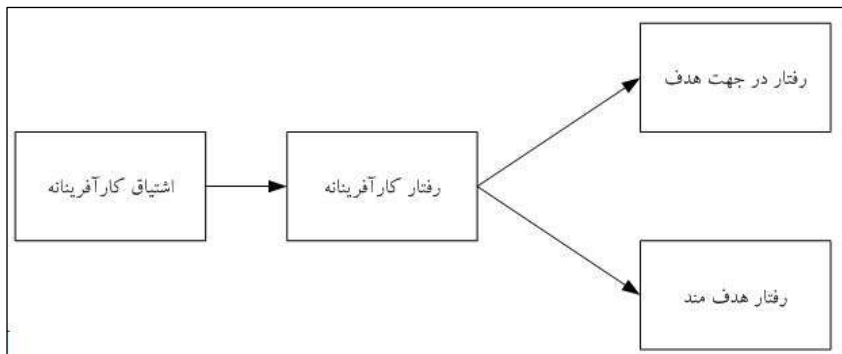 رفتار در جهت هدف
اشتیاق کارآفرینانه
رفتار کارآفرینانه
رفتار هدف مند